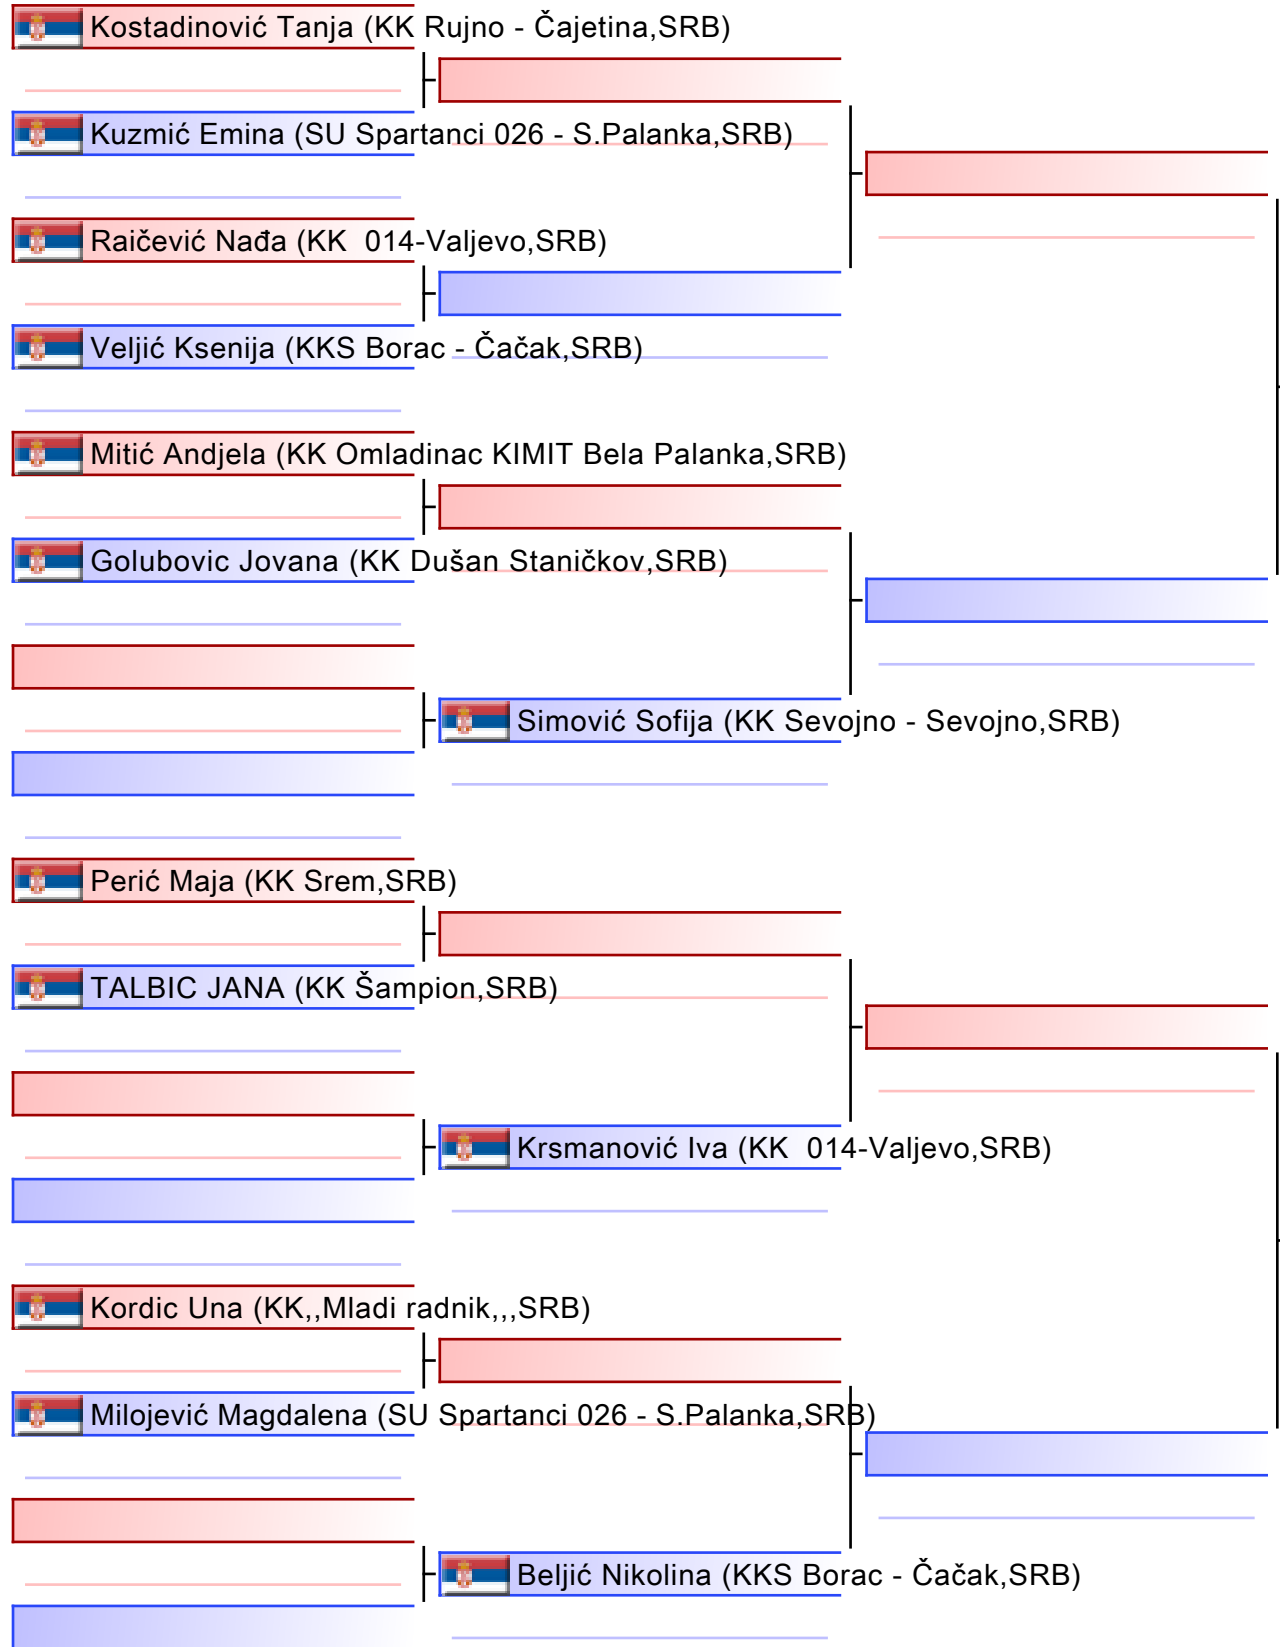 Kostadinović Tanja (KK Rujno - Čajetina,SRB)
Kuzmić Emina (SU Spartanci 026 - S.Palanka,SRB)
Raičević Nađa (KK  014-Valjevo,SRB)
Veljić Ksenija (KKS Borac - Čačak,SRB)
Mitić Andjela (KK Omladinac KIMIT Bela Palanka,SRB)
Golubovic Jovana (KK Dušan Staničkov,SRB)
Simović Sofija (KK Sevojno - Sevojno,SRB)
Perić Maja (KK Srem,SRB)
TALBIC JANA (KK Šampion,SRB)
Krsmanović Iva (KK  014-Valjevo,SRB)
Kordic Una (KK,,Mladi radnik,,,SRB)
Milojević Magdalena (SU Spartanci 026 - S.Palanka,SRB)
Beljić Nikolina (KKS Borac - Čačak,SRB)